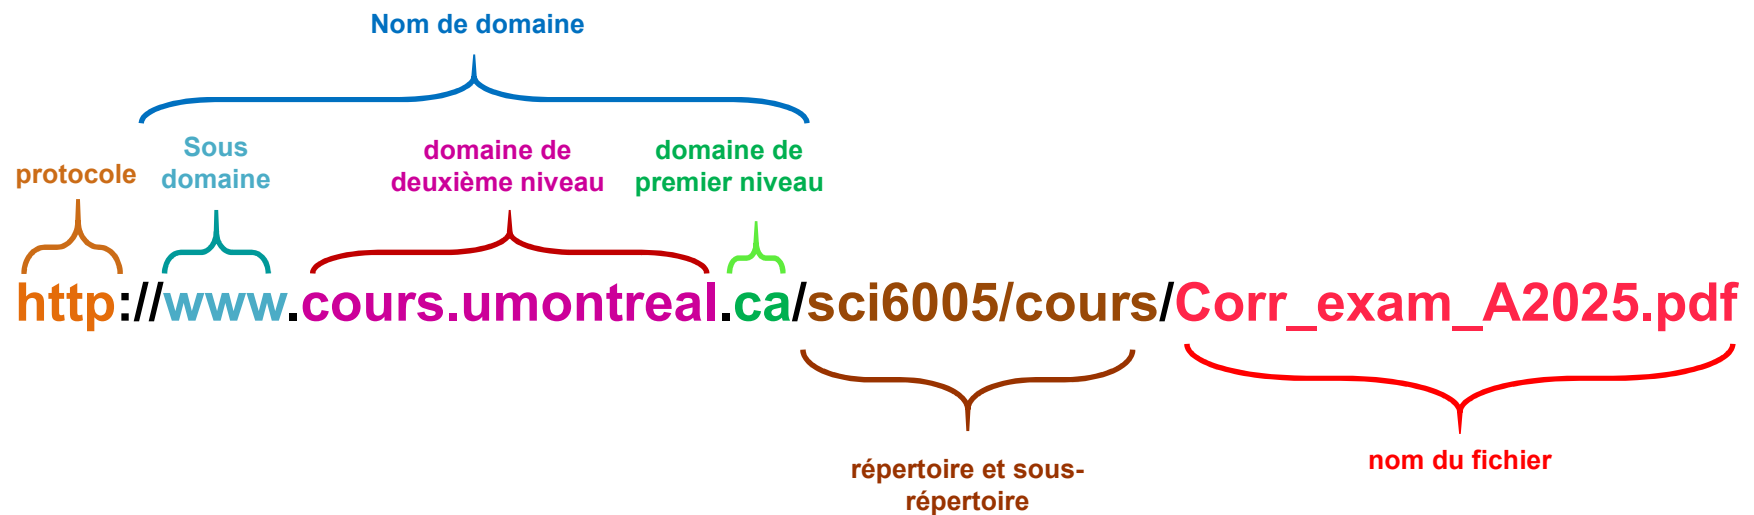 Nom de domaine
protocole
Sous
domaine
domaine de
deuxième niveau
domaine de
premier niveau
http://www.cours.umontreal.ca/sci6005/cours/Corr_exam_A2025.pdf
répertoire et sous-
répertoire
nom du fichier